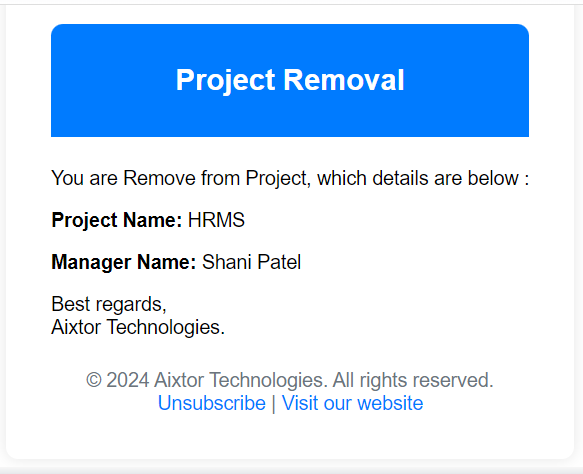 Project Removal
You are Remove from Project, which details are below :
Project Name: HRMS
Manager Name: Shani Patel
Best regards,
Aixtor Technologies.
© 2024 Aixtor Technologies. All rights reserved.
Unsubscribe | Visit our website